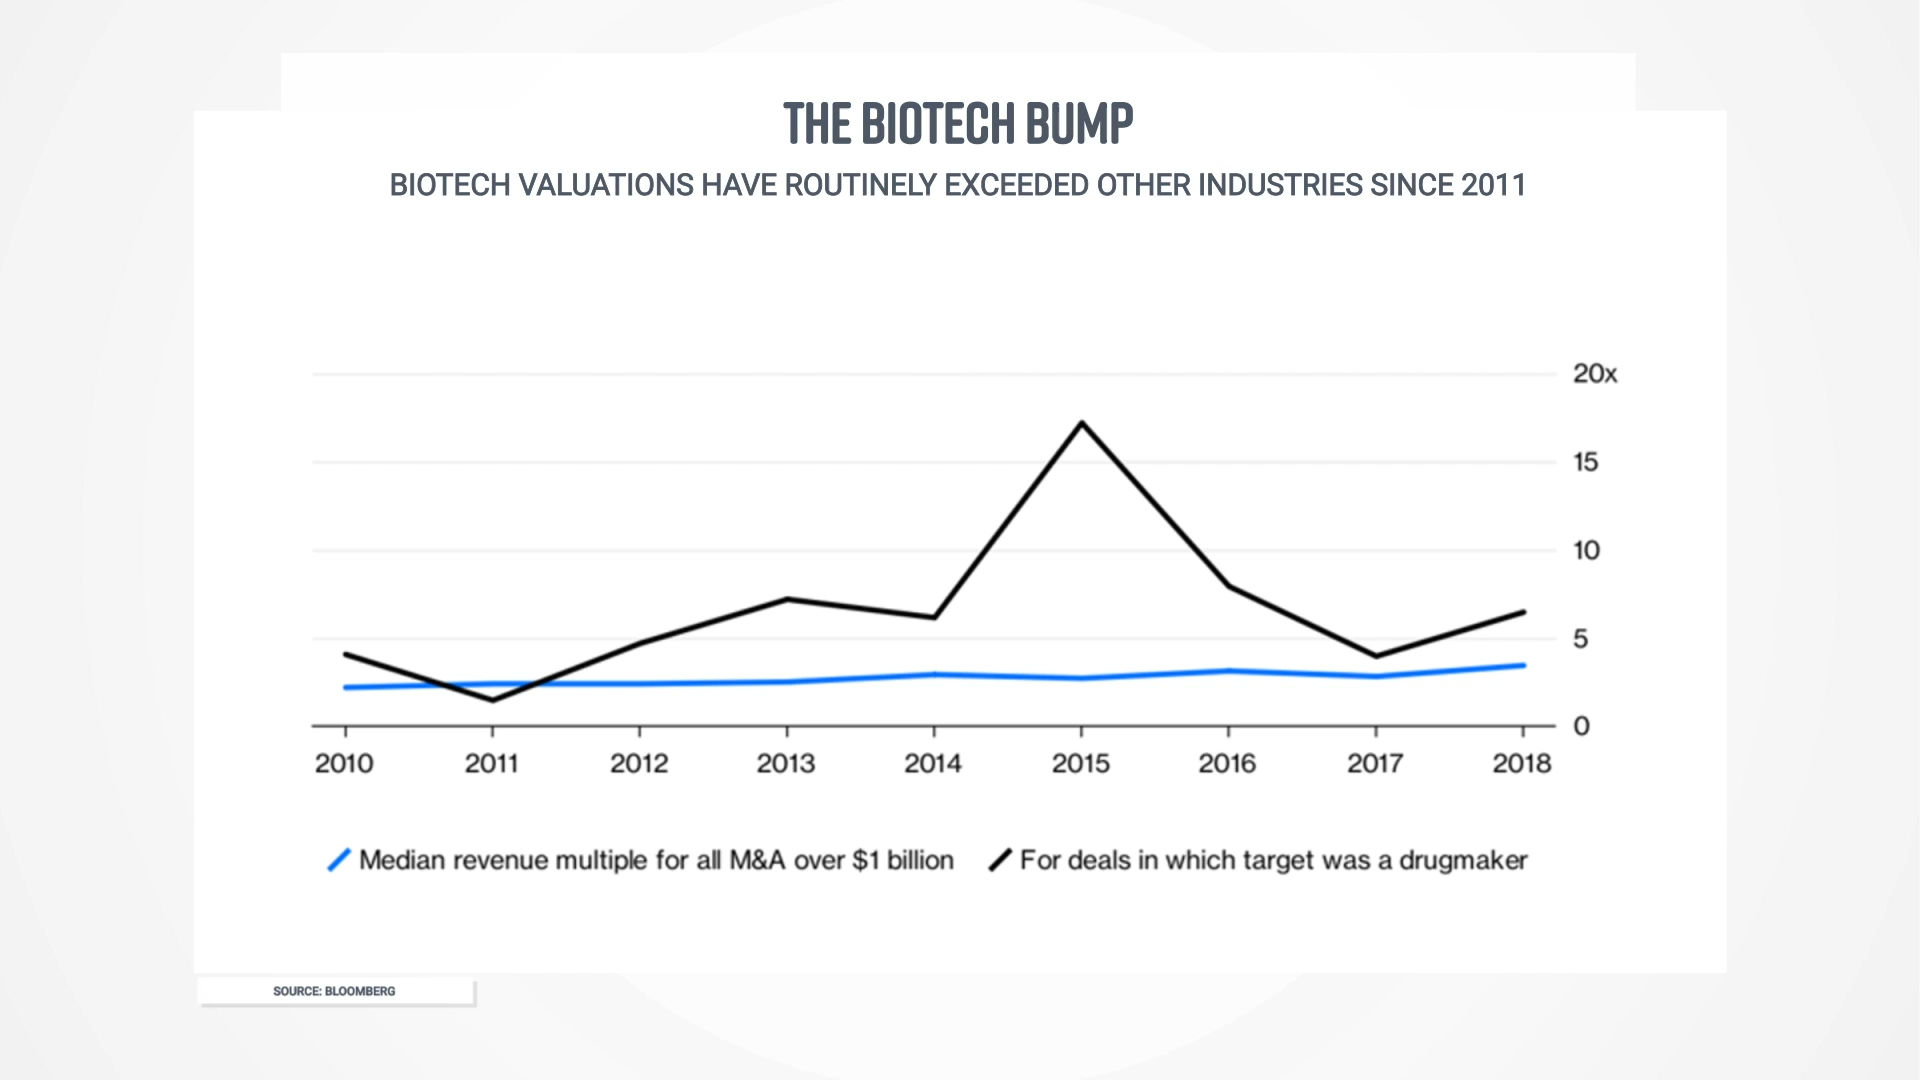 THE BIOTECH BUMP
BIOTECH VALUATIONS HAVE ROUTINELY EXCEEDED OTHER INDUSTRIES SINCE 2011
20x
15
10
5
0
2010 2011 2012 2013 2014 2015 2016 2017 2018
Median revenue multiple for all M&A over $1 billion For deals in which target was a drugmaker
SOURCE: BLOOMBERG